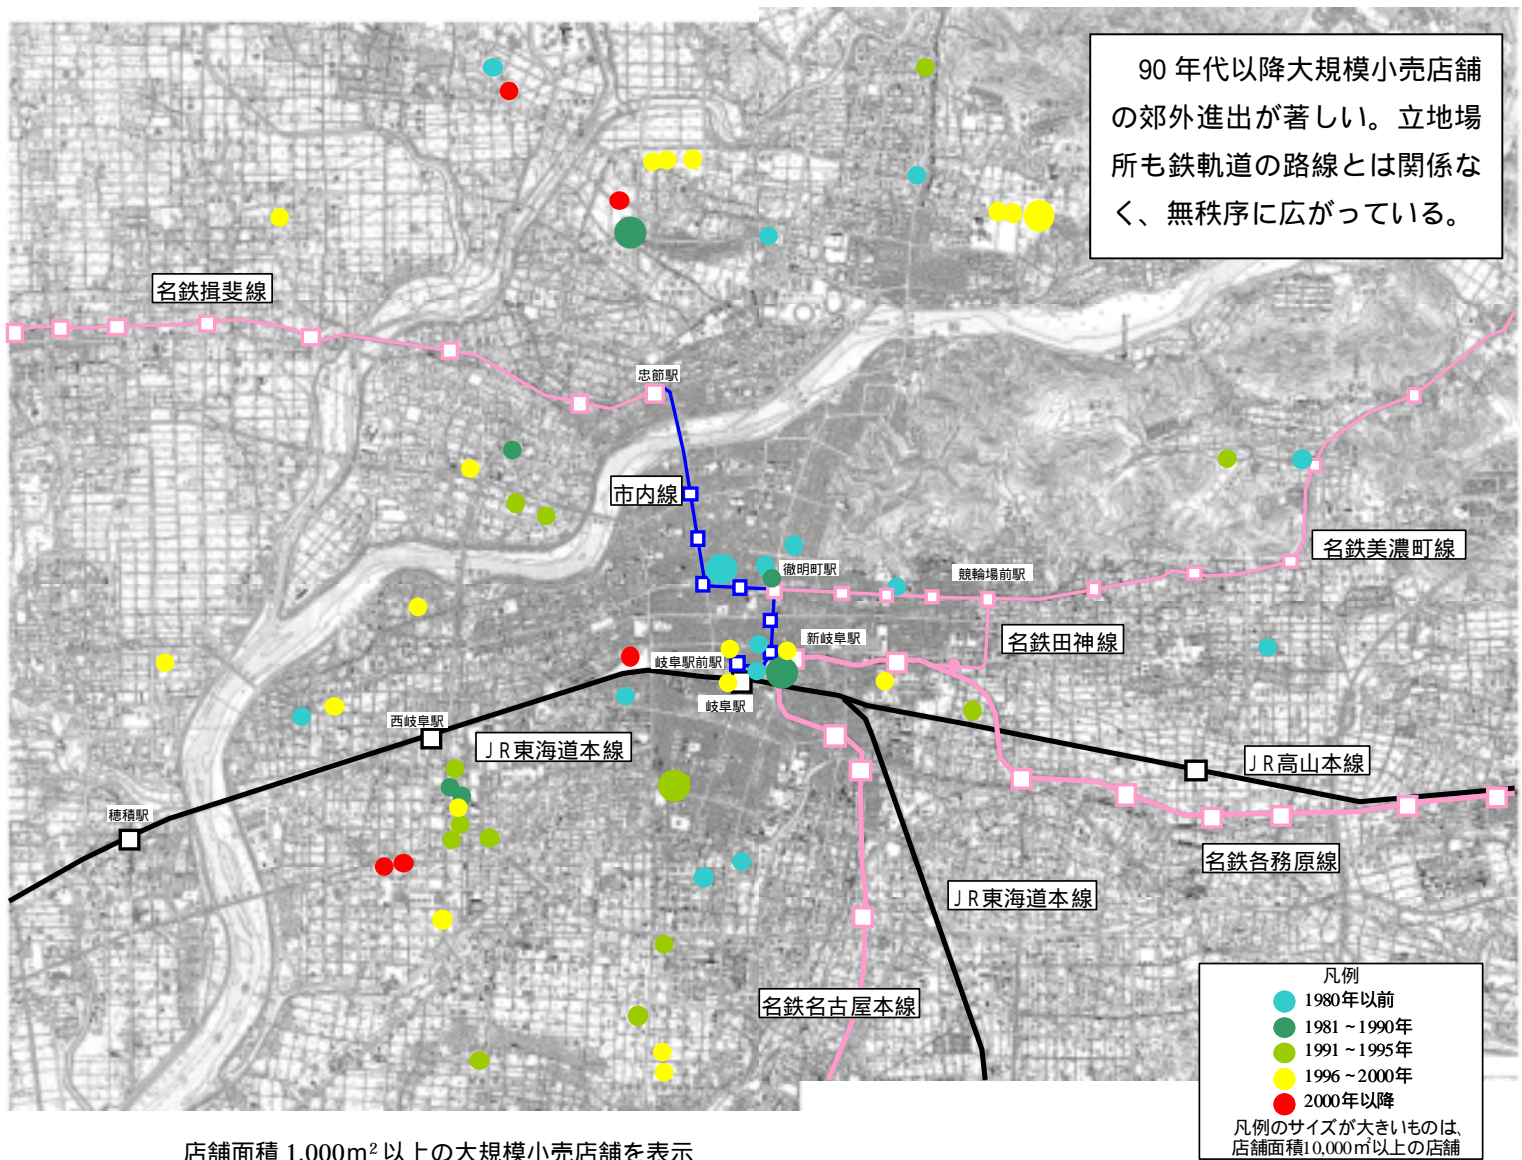 90年代以降大規模小売店舗
の郊外進出が著しい。立地場
所も鉄軌道の路線とは関係な
く、無秩序に広がっている。
名鉄揖斐線
忠節駅
市内線
名鉄美濃町線
徹明町駅
競輪場前駅
名鉄田神線
新岐阜駅
岐阜駅前駅
岐阜駅
西岐阜駅
JR東海道本線
JR高山本線
穂積駅
名鉄各務原線
JR東海道本線
名鉄名古屋本線
凡例
1980年以前
1981~1990年
1991~1995年
1996~2000年
2000年以降
凡例のサイズが大きいものは、
店舗面積10,000㎡以上の店舗
店舗面積1,000m²以上の大規模小売店舗を表示